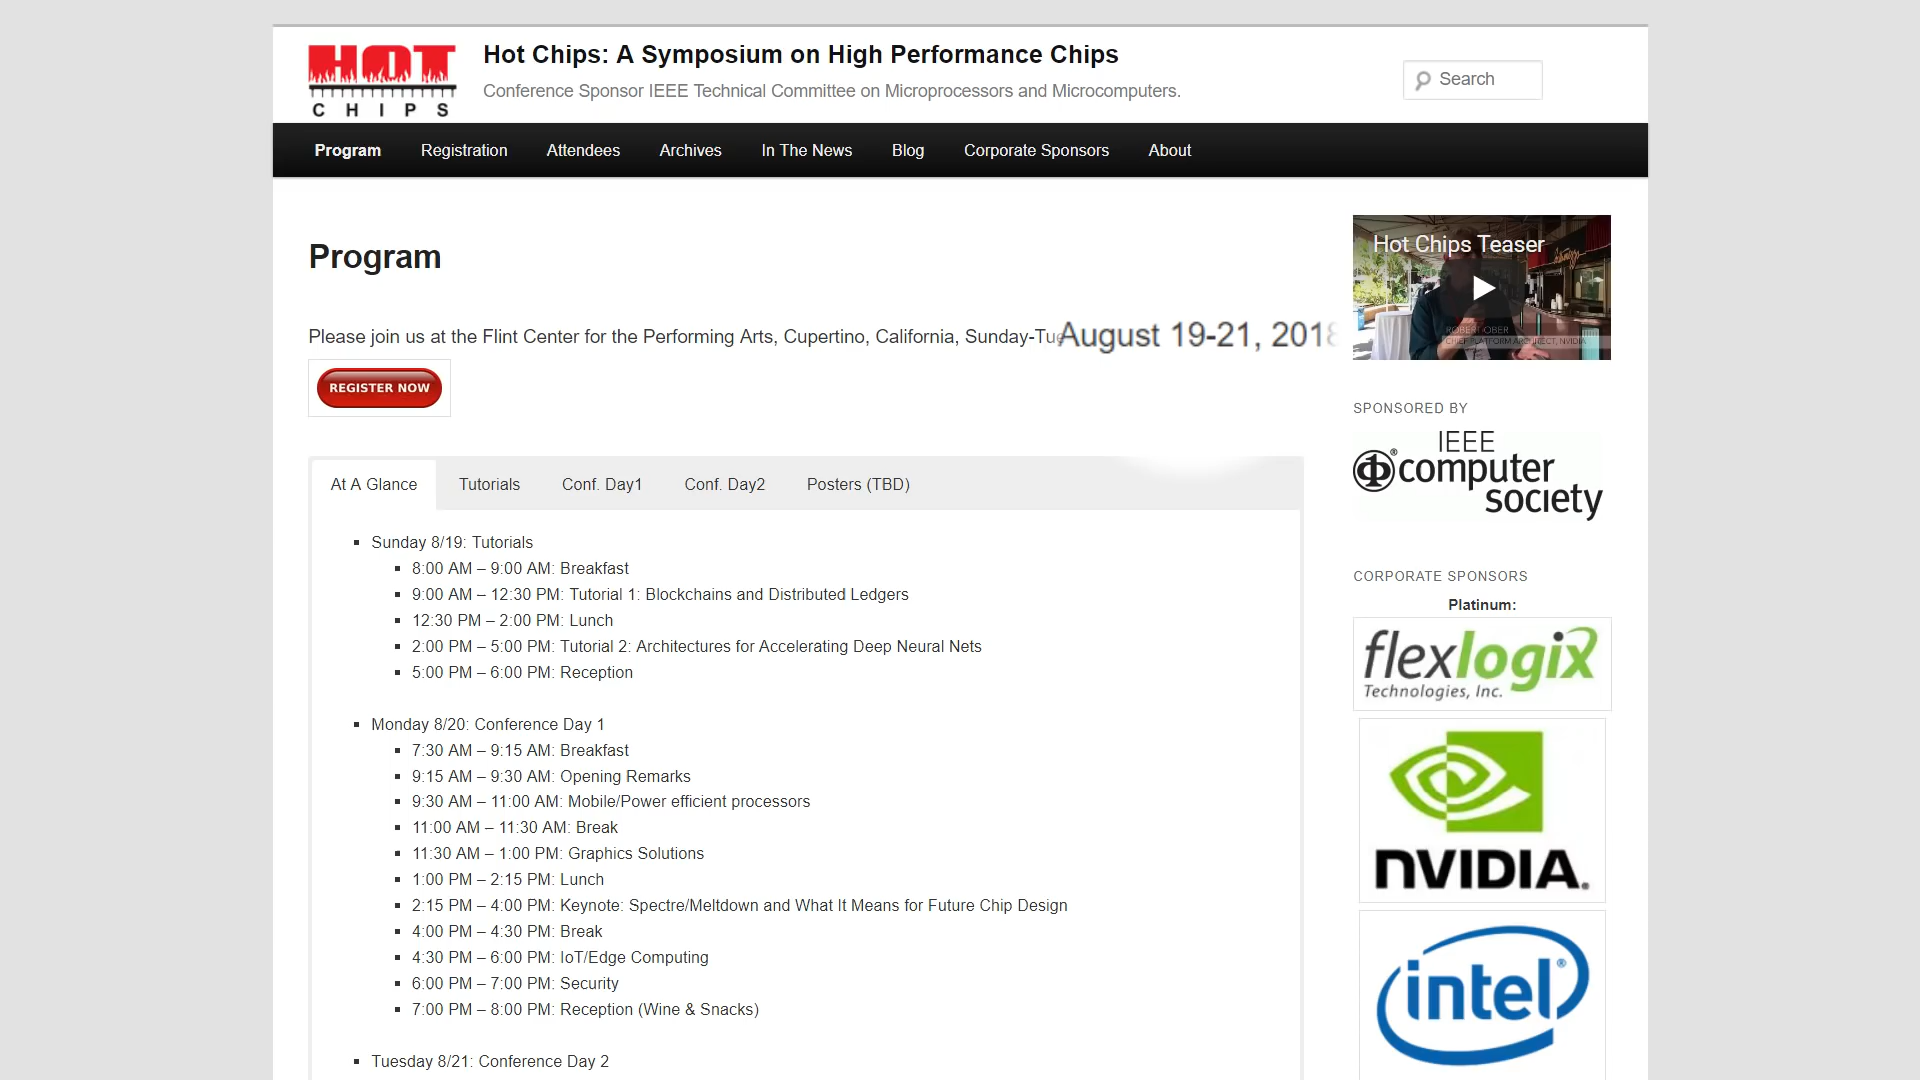 HOT
CHIPS
Hot Chips: A Symposium on High Performance Chips
Conference Sponsor IEEE Technical Committee on Microprocessors and Microcomputers.
Search
Program Registration Attendees Archives In The News Blog Corporate Sponsors About
Program
Please join us at the Flint Center for the Performing Arts, Cupertino, California, Sunday-Tue August 19-21, 2018
REGISTER NOW
At A Glance Tutorials Conf. Day1 Conf. Day2 Posters (TBD)
Sunday 8/19: Tutorials
8:00 AM – 9:00 AM: Breakfast
9:00 AM – 12:30 PM: Tutorial 1: Blockchains and Distributed Ledgers
12:30 PM – 2:00 PM: Lunch
2:00 PM – 5:00 PM: Tutorial 2: Architectures for Accelerating Deep Neural Nets
5:00 PM – 6:00 PM: Reception
Monday 8/20: Conference Day 1
7:30 AM – 9:15 AM: Breakfast
9:15 AM – 9:30 AM: Opening Remarks
9:30 AM – 11:00 AM: Mobile/Power efficient processors
11:00 AM – 11:30 AM: Break
11:30 AM – 1:00 PM: Graphics Solutions
1:00 PM – 2:15 PM: Lunch
2:15 PM – 4:00 PM: Keynote: Spectre/Meltdown and What It Means for Future Chip Design
4:00 PM – 4:30 PM: Break
4:30 PM – 6:00 PM: IoT/Edge Computing
6:00 PM – 7:00 PM: Security
7:00 PM – 8:00 PM: Reception (Wine & Snacks)
Tuesday 8/21: Conference Day 2
Hot Chips Teaser
ROBERT OBER
CHIEF PLATFORM ARCHITECT, NVIDIA
SPONSORED BY
IEEE
computer
society
CORPORATE SPONSORS
Platinum:
flexlogix
Technologies, Inc.
NVIDIA.
intel